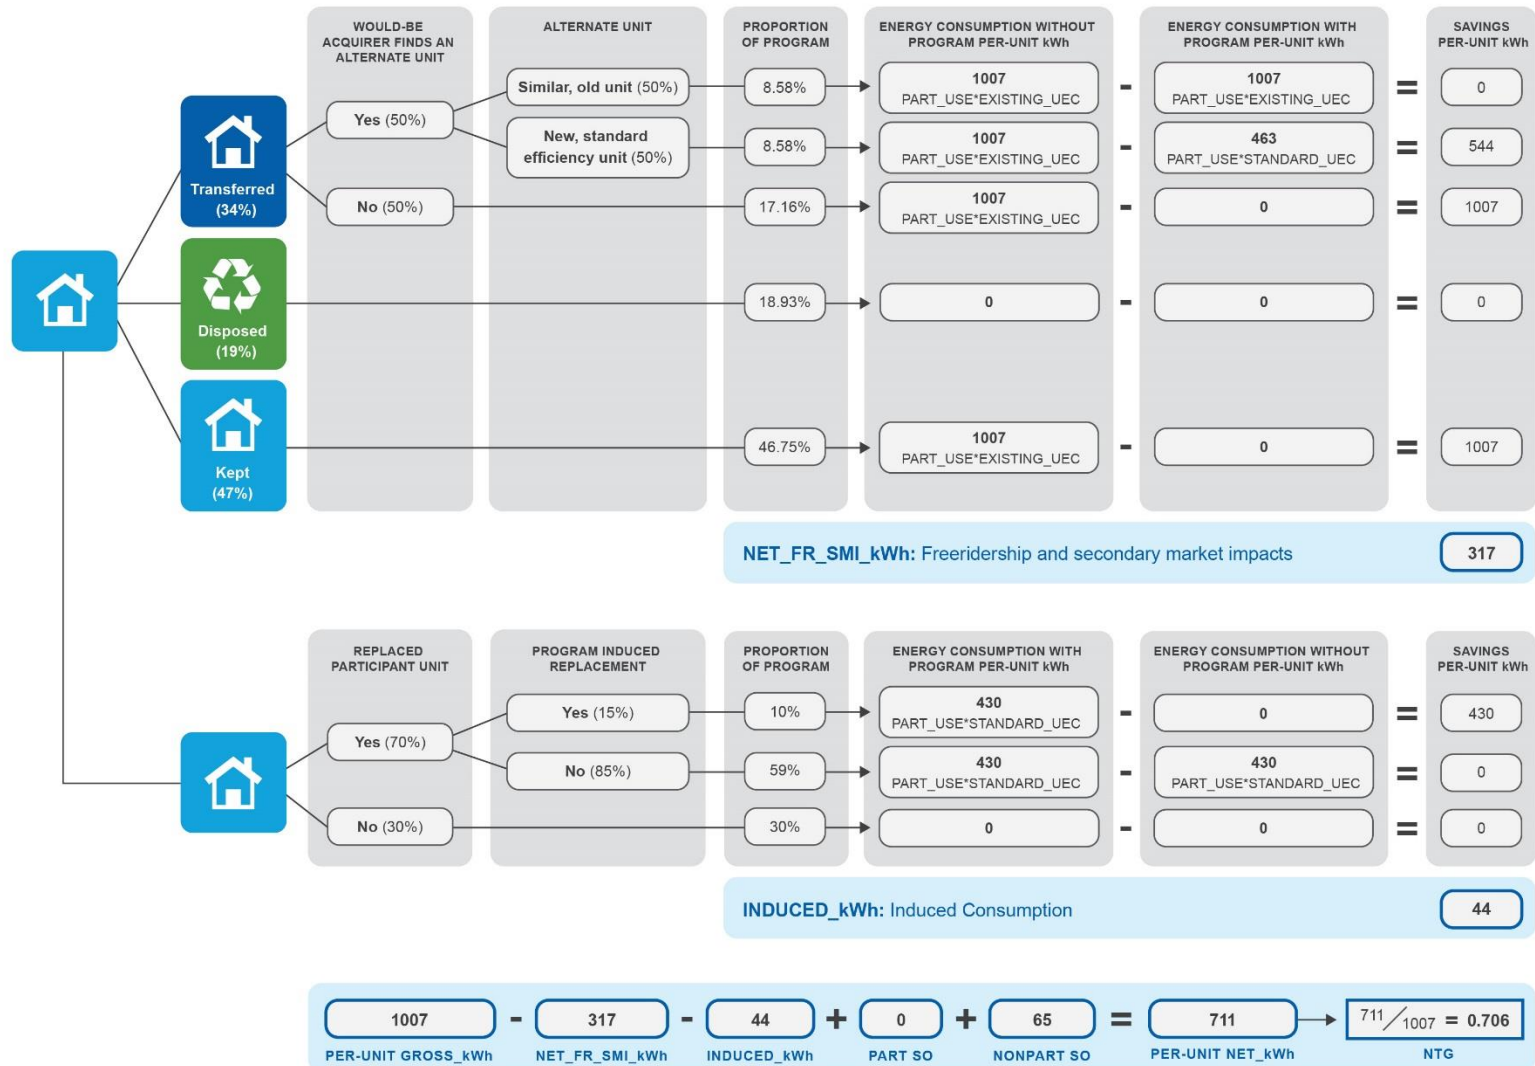 WOULD-BE
ACQUIRER FINDS AN
ALTERNATE UNIT
ALTERNATE UNIT
PROPORTION
OF PROGRAM
ENERGY CONSUMPTION WITHOUT
PROGRAM PER-UNIT kWh
ENERGY CONSUMPTION WITH
PROGRAM PER-UNIT kWh
SAVINGS
PER-UNIT kWh
Transferred
(34%)
Yes (50%)
Similar, old unit (50%)
8.58%
1007
PART_USE*EXISTING_UEC
-
1007
PART_USE*EXISTING_UEC
=
0
New, standard
efficiency unit (50%)
8.58%
1007
PART_USE*EXISTING_UEC
-
463
PART_USE*STANDARD_UEC
=
544
No (50%)
17.16%
1007
PART_USE*EXISTING_UEC
-
0
=
1007
Disposed
(19%)
18.93%
0
-
0
=
0
Kept
(47%)
46.75%
1007
PART_USE*EXISTING_UEC
-
0
=
1007
NET_FR_SMI_kWh: Freeridership and secondary market impacts
317
REPLACED
PARTICIPANT UNIT
PROGRAM INDUCED
REPLACEMENT
PROPORTION
OF PROGRAM
ENERGY CONSUMPTION WITH
PROGRAM PER-UNIT kWh
ENERGY CONSUMPTION WITHOUT
PROGRAM PER-UNIT kWh
SAVINGS
PER-UNIT kWh
Yes (70%)
Yes (15%)
10%
430
PART_USE*STANDARD_UEC
-
0
=
430
No (85%)
59%
430
PART_USE*STANDARD_UEC
-
430
PART_USE*STANDARD_UEC
=
0
No (30%)
30%
0
-
0
=
0
INDUCED_kWh: Induced Consumption
44
1007 - 317 - 44 + 0 + 65 = 711
711/1007 = 0.706
PER-UNIT GROSS_kWh
NET_FR_SMI_kWh
INDUCED_kWh
PART SO
NONPART SO
PER-UNIT NET_kWh
NTG